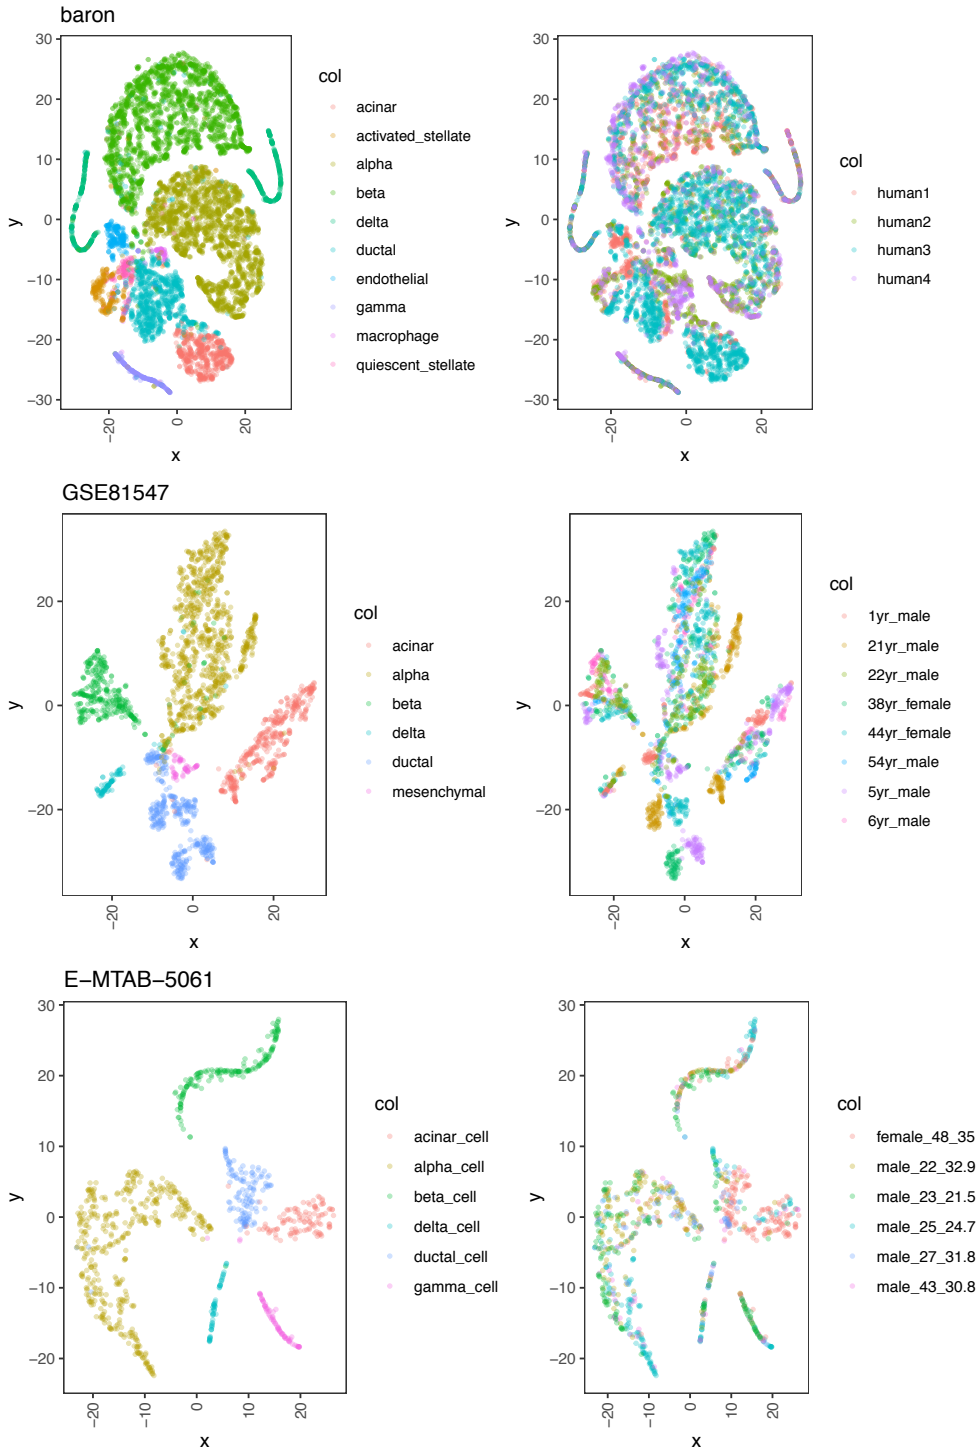 baron
30
20
10
0
−10
−20
−30
y
−20
0
20
x
col
acinar
activated_stellate
alpha
beta
delta
ductal
endothelial
gamma
macrophage
quiescent_stellate
30
20
10
0
−10
−20
−30
y
−20
0
20
x
col
human1
human2
human3
human4
GSE81547
20
0
−20
y
−20
0
20
x
col
acinar
alpha
beta
delta
ductal
mesenchymal
20
0
−20
y
−20
0
20
x
col
1yr_male
21yr_male
22yr_male
38yr_female
44yr_female
54yr_male
5yr_male
6yr_male
E−MTAB−5061
30
20
10
0
−10
−20
y
−20
−10
0
10
20
x
col
acinar_cell
alpha_cell
beta_cell
delta_cell
ductal_cell
gamma_cell
30
20
10
0
−10
−20
y
−20
−10
0
10
20
x
col
female_48_35
male_22_32.9
male_23_21.5
male_25_24.7
male_27_31.8
male_43_30.8